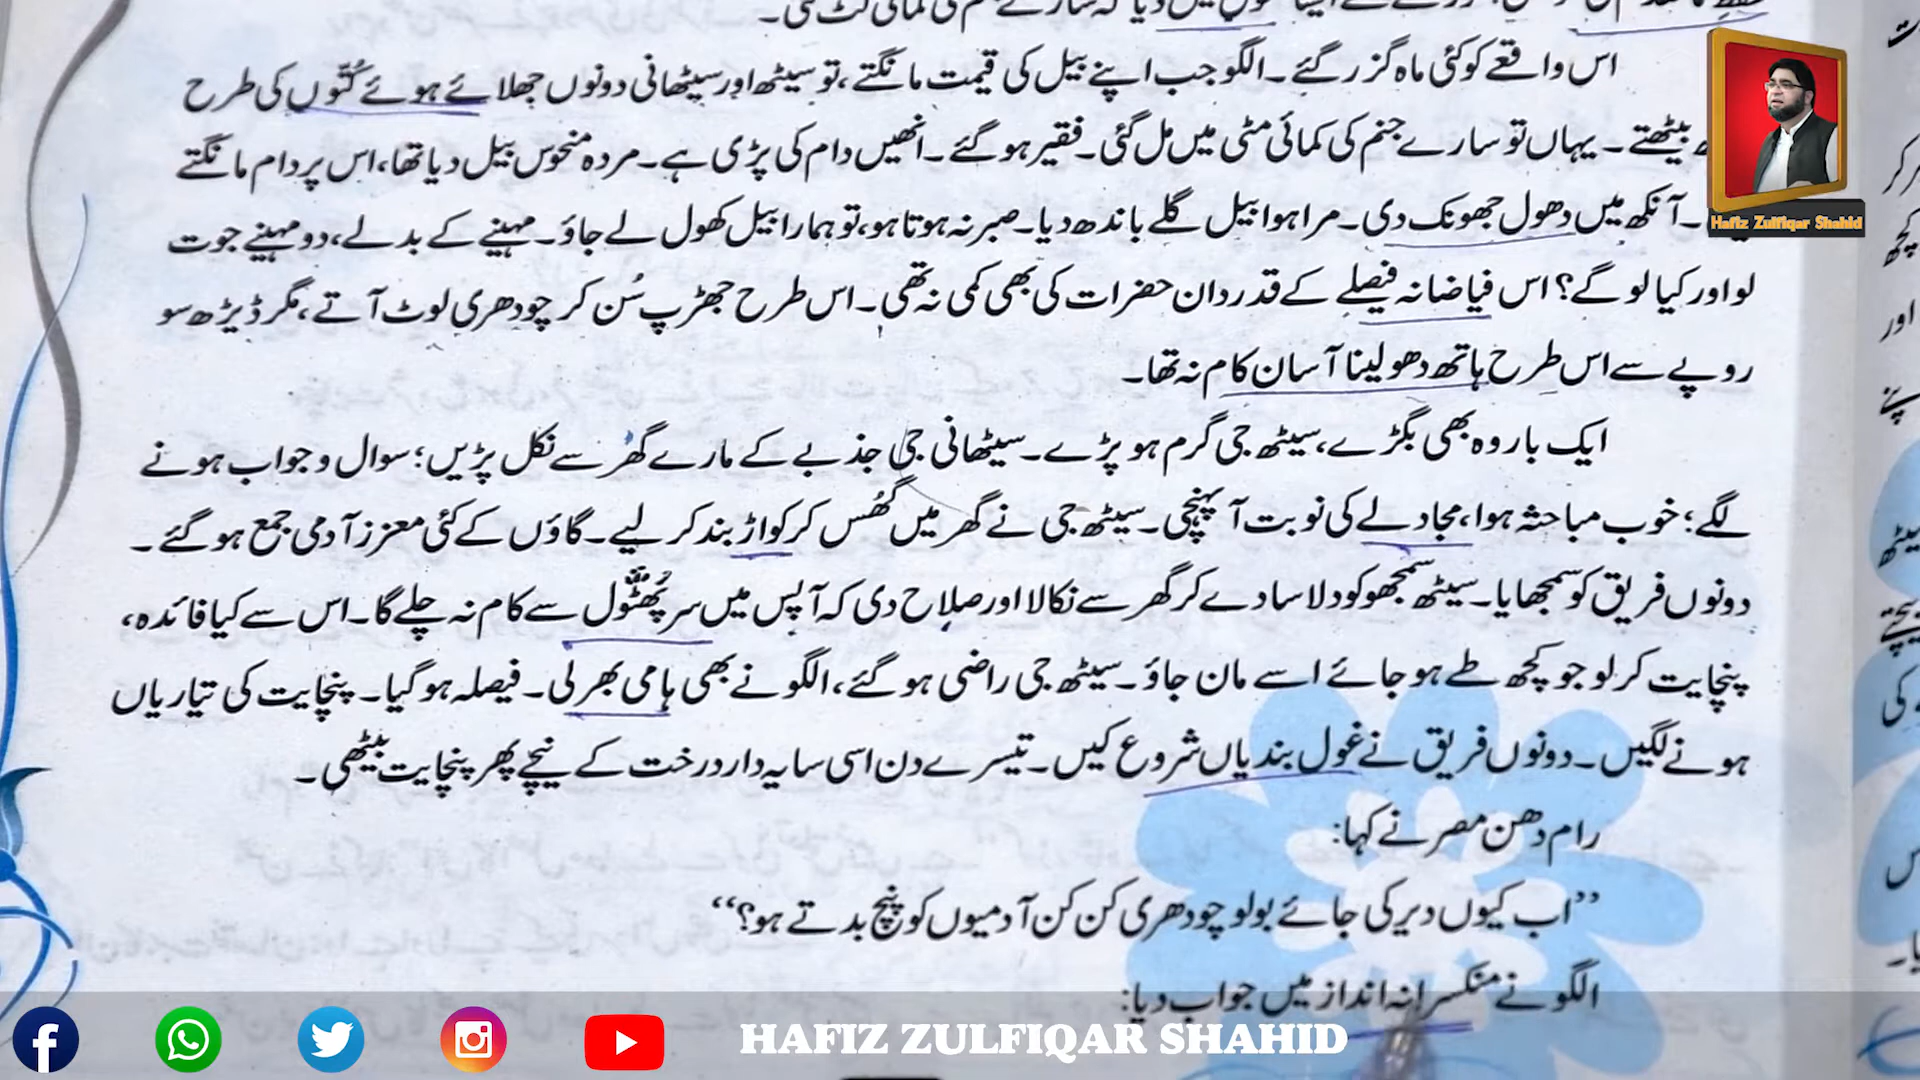 اس واقعے کو کئی ماہ گزر گئے۔ الگو جب اپنے بیل کی قیمت مانگتے، تو سیٹھ اور سیٹھانی دونوں جھلائے ہوئے کتّوں کی طرح
بیٹھتے۔ یہاں تو سارے جنم کی کمائی مٹی میں مل گئی۔ فقیر ہو گئے۔ انھیں دام کی پڑی ہے۔ مردہ منحوس بیل دیا تھا، اس پر دام مانگتے
۔ آنکھ میں دھول جھونک دی۔ مرا ہوا بیل گلے باندھ دیا۔ صبر نہ ہوتا ہو، تو ہمارا بیل کھول لے جاؤ۔ مہینے کے بدلے، دو مہینے جوت
لو اور کیا لو گے؟ اس فیاضانہ فیصلے کے قدردان حضرات کی بھی کمی نہ تھی۔ اس طرح جھڑپ سُن کر چودھری لوٹ آتے، مگر ڈیڑھ سو
روپے سے اس طرح ہاتھ دھو لینا آسان کام نہ تھا۔
ایک بار وہ بھی بگڑے، سیٹھ جی گرم ہو پڑے۔ سیٹھانی جی جذبے کے مارے گھر سے نکل پڑیں؛ سوال و جواب ہونے
لگے؛ خوب مباحثہ ہوا، مجادلے کی نوبت آ پہنچی۔ سیٹھ جی نے گھر میں گھُس کر کواڑ بند کر لیے۔ گاؤں کے کئی معزز آدمی جمع ہو گئے۔
دونوں فریق کو سمجھایا۔ سیٹھ سمجھو کو دلاسا دے کر گھر سے نکالا اور صلاح دی کہ آپس میں سر پُھٹّول سے کام نہ چلے گا۔ اس سے کیا فائدہ،
پنچایت کر لو جو کچھ طے ہو جائے اسے مان جاؤ۔ سیٹھ جی راضی ہو گئے، الگو نے بھی ہامی بھر لی۔ فیصلہ ہو گیا۔ پنچایت کی تیاریاں
ہونے لگیں۔ دونوں فریق نے غول بندیاں شروع کیں۔ تیسرے دن اسی سایہ دار درخت کے نیچے پھر پنچایت بیٹھی۔
رام دھن مصر نے کہا:
”اب کیوں دیر کی جائے بولو چودھری کن کن آدمیوں کو پنچ بدتے ہو؟“
الگو نے منکسرانہ انداز میں جواب دیا:
Hafiz Zulfiqar Shahid
HAFIZ ZULFIQAR SHAHID